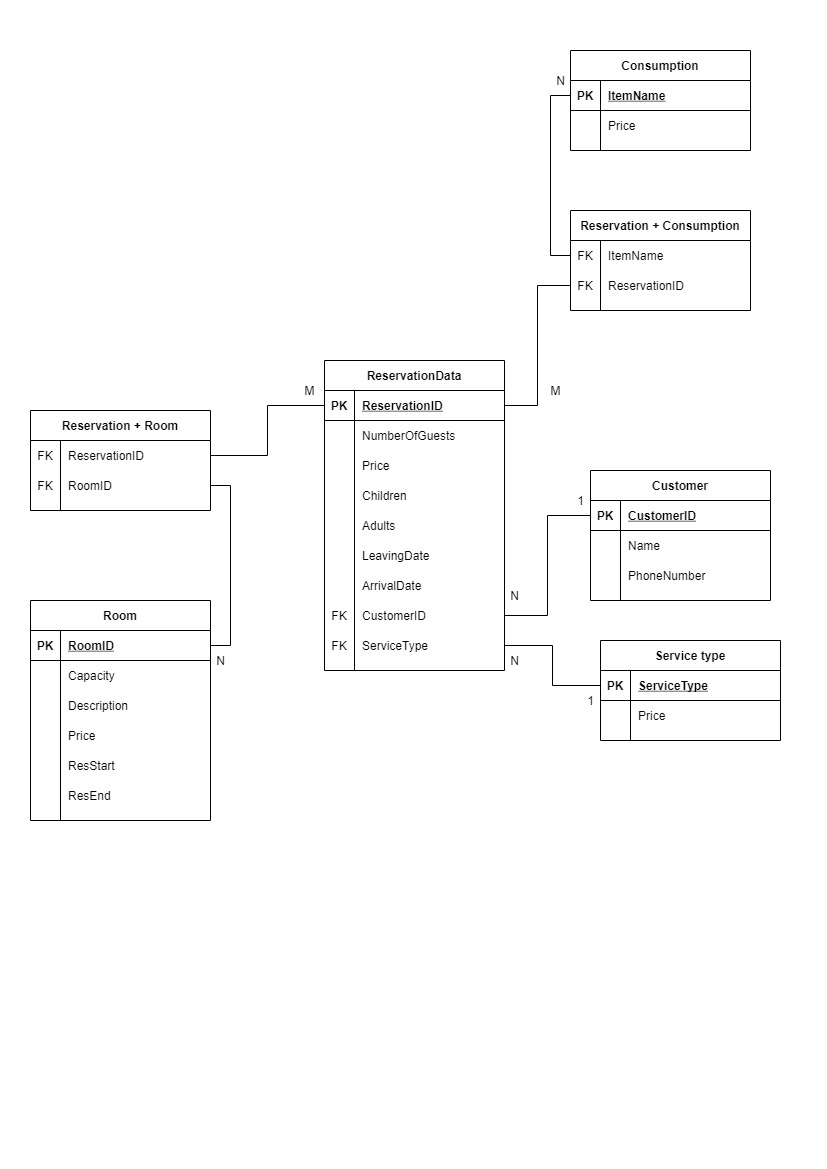 Consumption
N
PK ItemName
Price
Reservation + Consumption
FK ItemName
FK ReservationID
ReservationData
M
M
PK ReservationID
NumberOfGuests
Price
Children
Adults
LeavingDate
ArrivalDate
FK CustomerID
FK ServiceType
N
N
Reservation + Room
FK ReservationID
FK RoomID
Room
PK RoomID
N
Capacity
Description
Price
ResStart
ResEnd
Customer
1
PK CustomerID
Name
PhoneNumber
Service type
PK ServiceType
1
Price